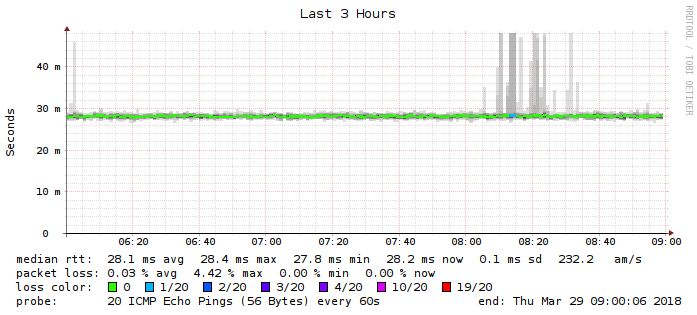 Last 3 Hours
RRDTOOL / TOBI OETIKER
Seconds
40 m
30 m
20 m
10 m
0
06:20 06:40 07:00 07:20 07:40 08:00 08:20 08:40 09:00
median rtt: 28.1 ms avg 28.4 ms max 27.8 ms min 28.2 ms now 0.1 ms sd 232.2 am/s
packet loss: 0.03 % avg 4.42 % max 0.00 % min 0.00 % now
loss color: 0 1/20 2/20 3/20 4/20 10/20 19/20
probe: 20 ICMP Echo Pings (56 Bytes) every 60s end: Thu Mar 29 09:00:06 2018